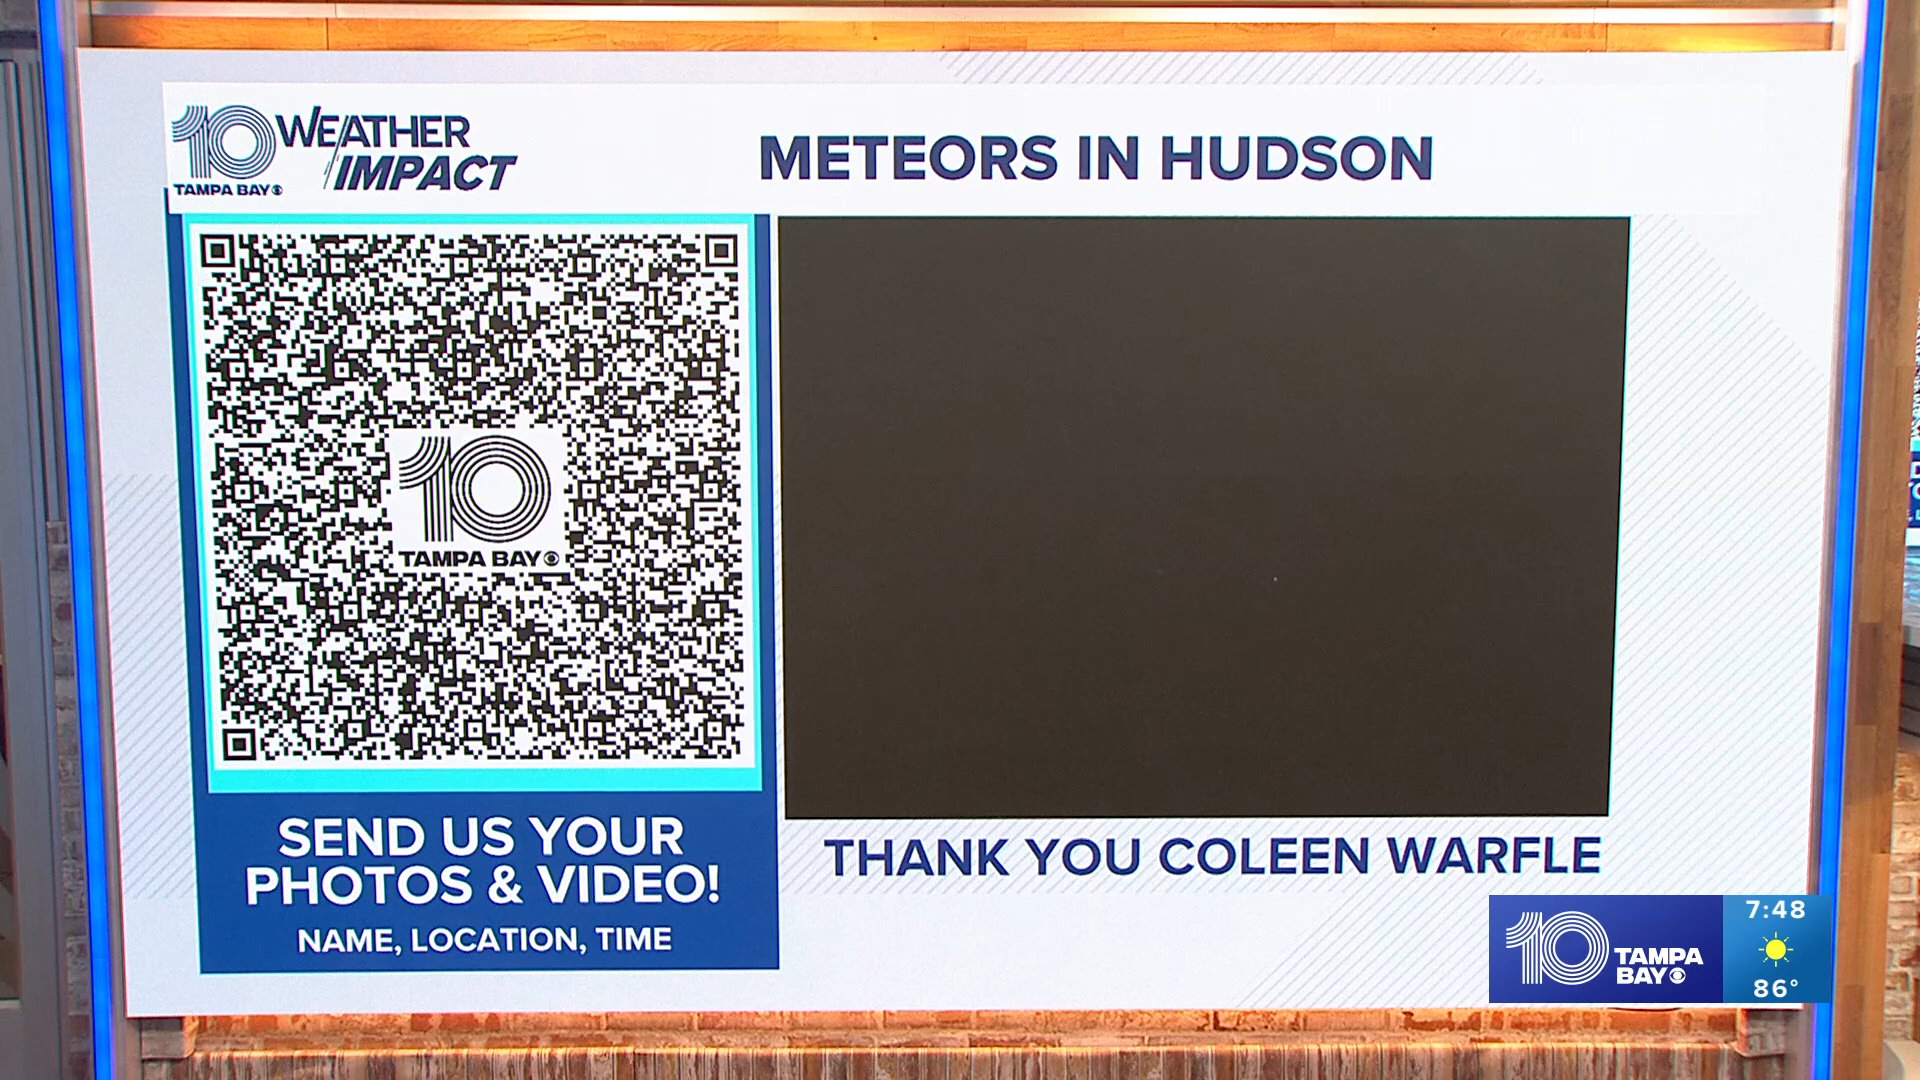 10 WEATHER
IMPACT
TAMPA BAY
METEORS IN HUDSON
10
TAMPA BAY
SEND US YOUR
PHOTOS & VIDEO!
NAME, LOCATION, TIME
THANK YOU COLEEN WARFLE
10 TAMPA
BAY
7:48
86°